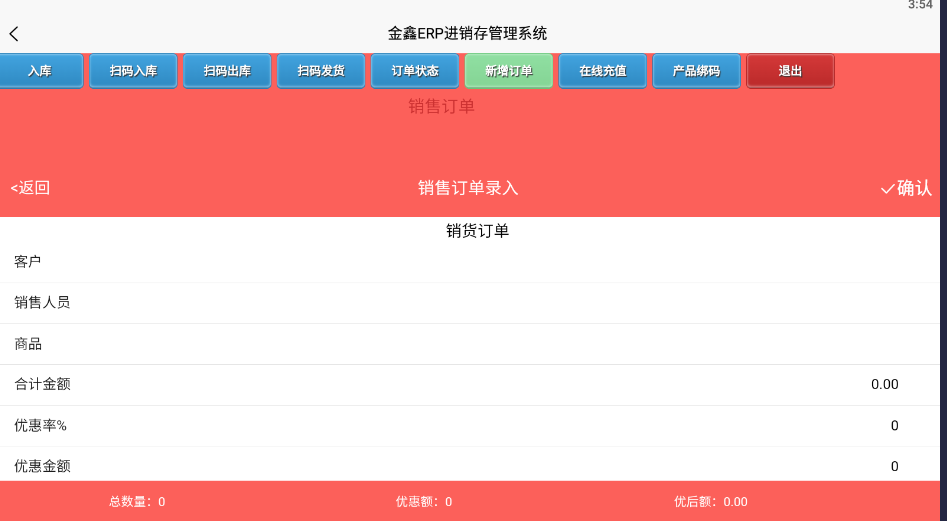 3:54
金鑫ERP进销存管理系统
入库 扫码入库 扫码出库 扫码发货 订单状态 新增订单 在线充值 产品绑码 退出
销售订单
<返回 销售订单录入 ✓确认
销货订单
客户
销售人员
商品
合计金额 0.00
优惠率% 0
优惠金额 0
总数量：0 优惠额：0 优后额：0.00